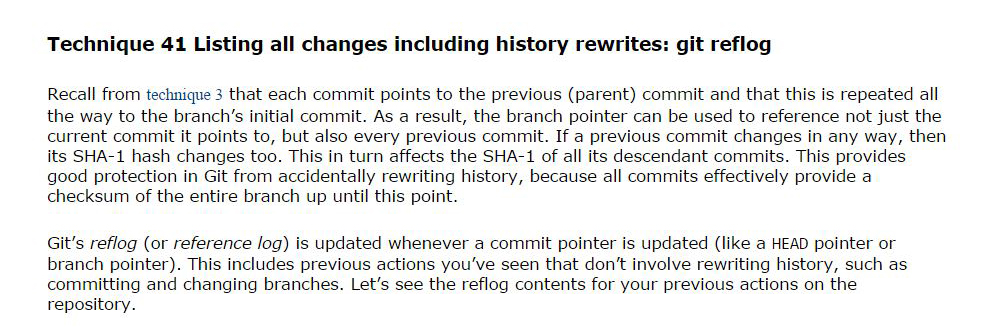 Technique 41 Listing all changes including history rewrites: git reflog
Recall from technique 3 that each commit points to the previous (parent) commit and that this is repeated all
the way to the branch’s initial commit. As a result, the branch pointer can be used to reference not just the
current commit it points to, but also every previous commit. If a previous commit changes in any way, then
its SHA-1 hash changes too. This in turn affects the SHA-1 of all its descendant commits. This provides
good protection in Git from accidentally rewriting history, because all commits effectively provide a
checksum of the entire branch up until this point.
Git’s reflog (or reference log) is updated whenever a commit pointer is updated (like a HEAD pointer or
branch pointer). This includes previous actions you’ve seen that don’t involve rewriting history, such as
committing and changing branches. Let’s see the reflog contents for your previous actions on the
repository.